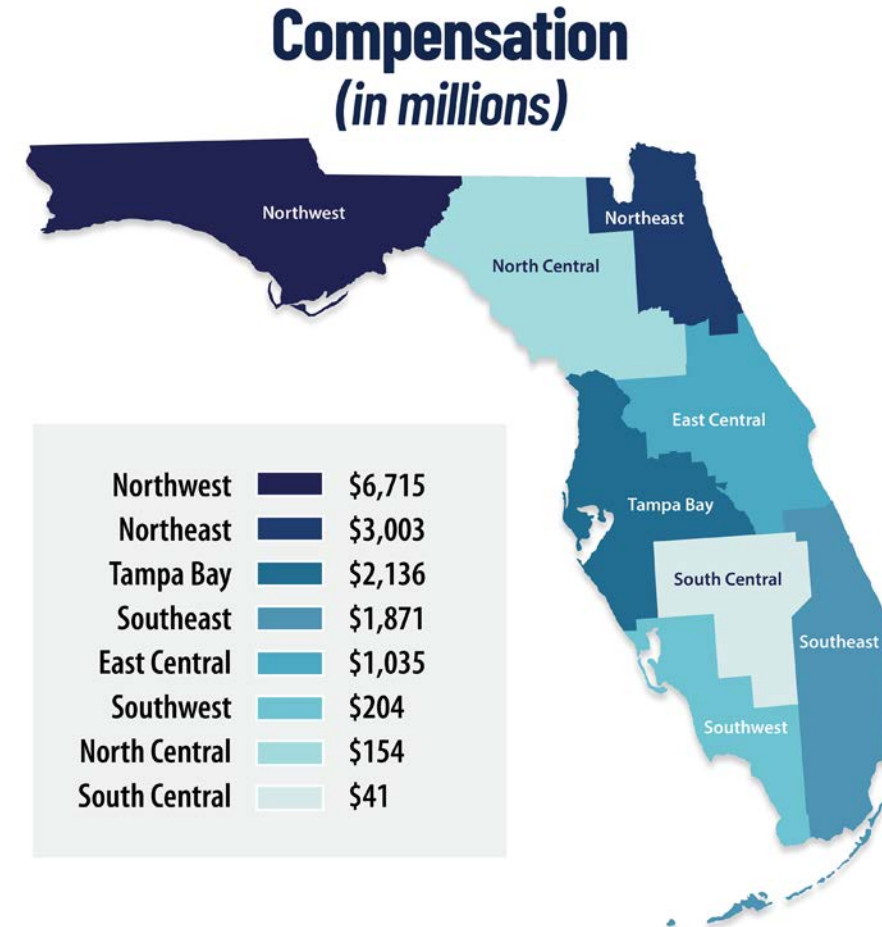 Compensation
(in millions)
Northwest
Northeast
North Central
East Central
Tampa Bay
South Central
Southeast
Southwest
Northwest $6,715
Northeast $3,003
Tampa Bay $2,136
Southeast $1,871
East Central $1,035
Southwest $204
North Central $154
South Central $41